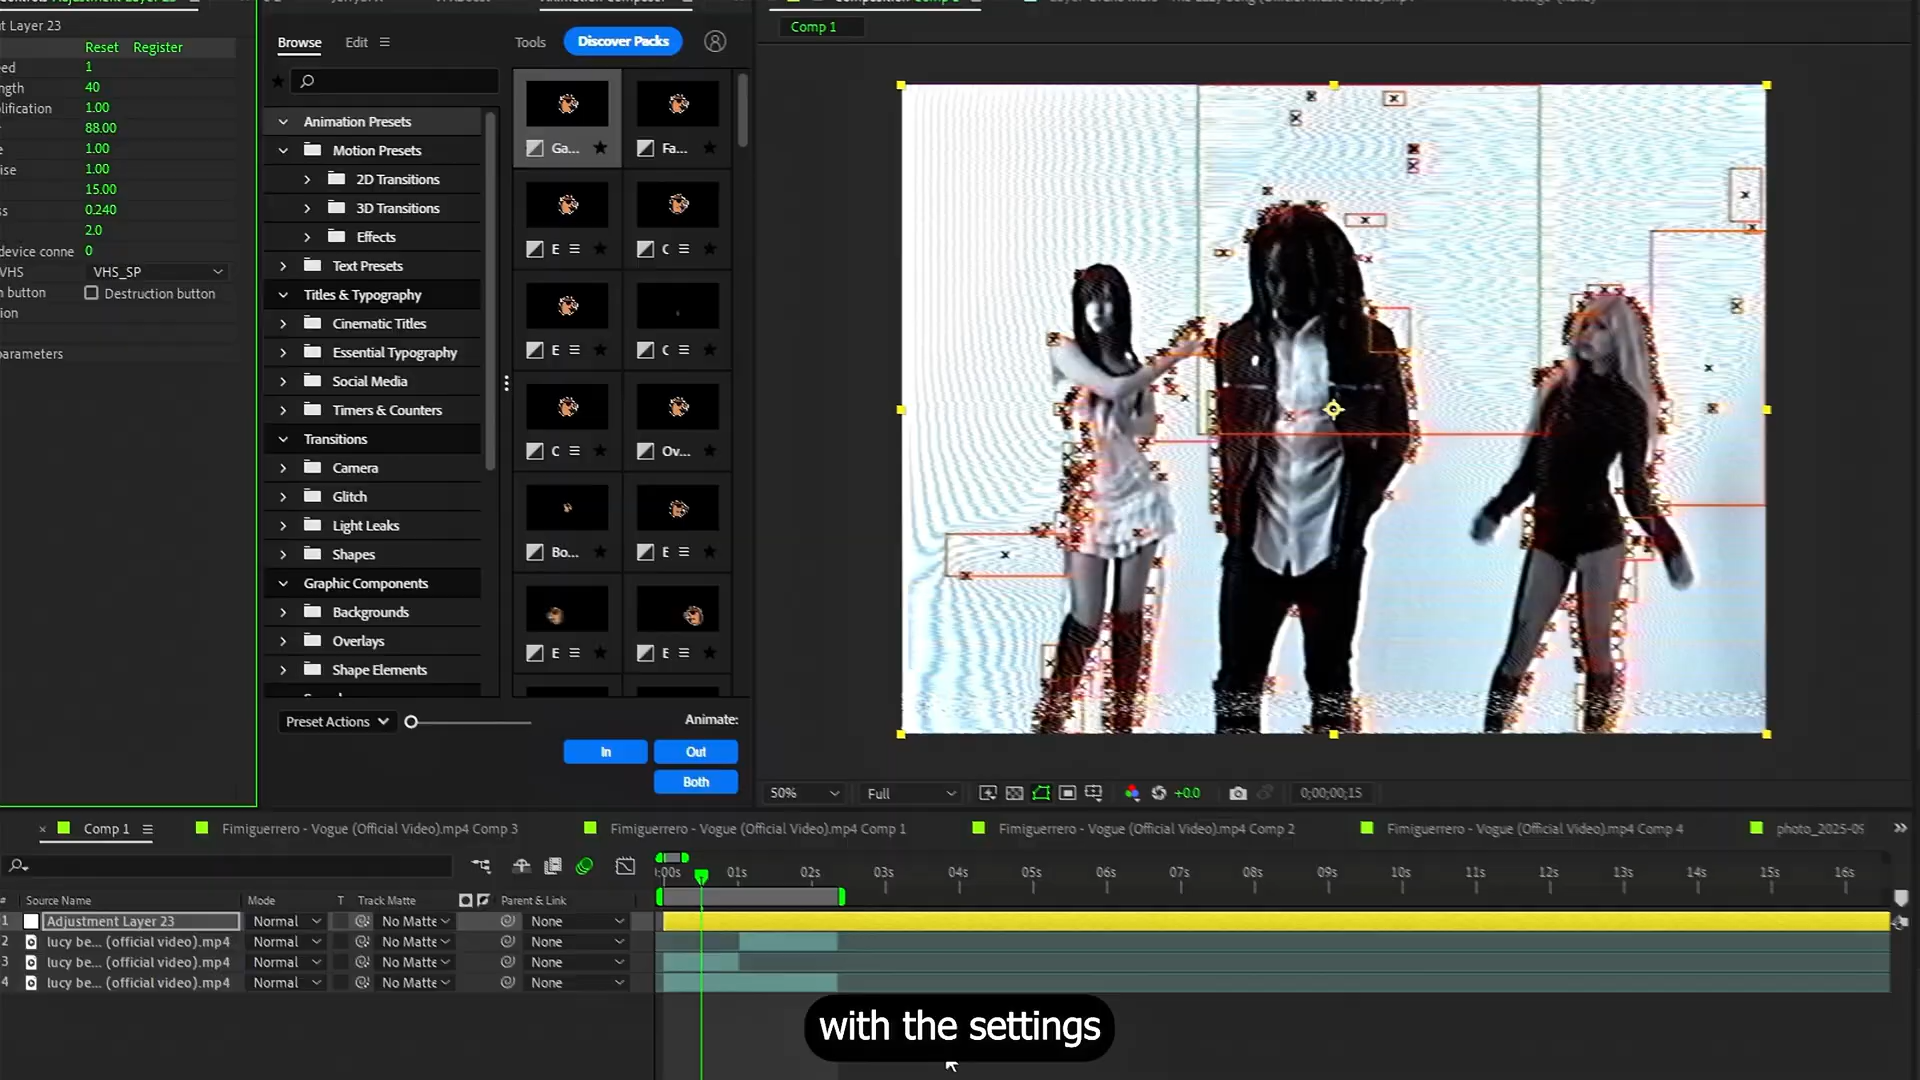 Layer 23
Reset Register
1
40
1.00
88.00
1.00
1.00
15.00
0.240
2.0
device conne 0
VHS VHS_SP
button Destruction button
parameters
Browse Edit
Tools Discover Packs
Animation Presets
Motion Presets
2D Transitions
3D Transitions
Effects
Text Presets
Titles & Typography
Cinematic Titles
Essential Typography
Social Media
Timers & Counters
Transitions
Camera
Glitch
Light Leaks
Shapes
Graphic Components
Backgrounds
Overlays
Shape Elements
Ga... Fa...
E C
E C
C Ov...
Bo... E
E E
Preset Actions
Animate:
In Out
Both
Comp 1
50% Full +0.0 0;00;00;15
Comp 1
Fimiguerrero - Vogue (Official Video).mp4 Comp 3
Fimiguerrero - Vogue (Official Video).mp4 Comp 1
Fimiguerrero - Vogue (Official Video).mp4 Comp 2
Fimiguerrero - Vogue (Official Video).mp4 Comp 4
photo_2025-09
:00s 01s 02s 03s 04s 05s 06s 07s 08s 09s 10s 11s 12s 13s 14s 15s 16s
# Source Name Mode T Track Matte Parent & Link
1 Adjustment Layer 23 Normal No Matte None
2 lucy be... (official video).mp4 Normal No Matte None
3 lucy be... (official video).mp4 Normal No Matte None
4 lucy be... (official video).mp4 Normal No Matte None
with the settings